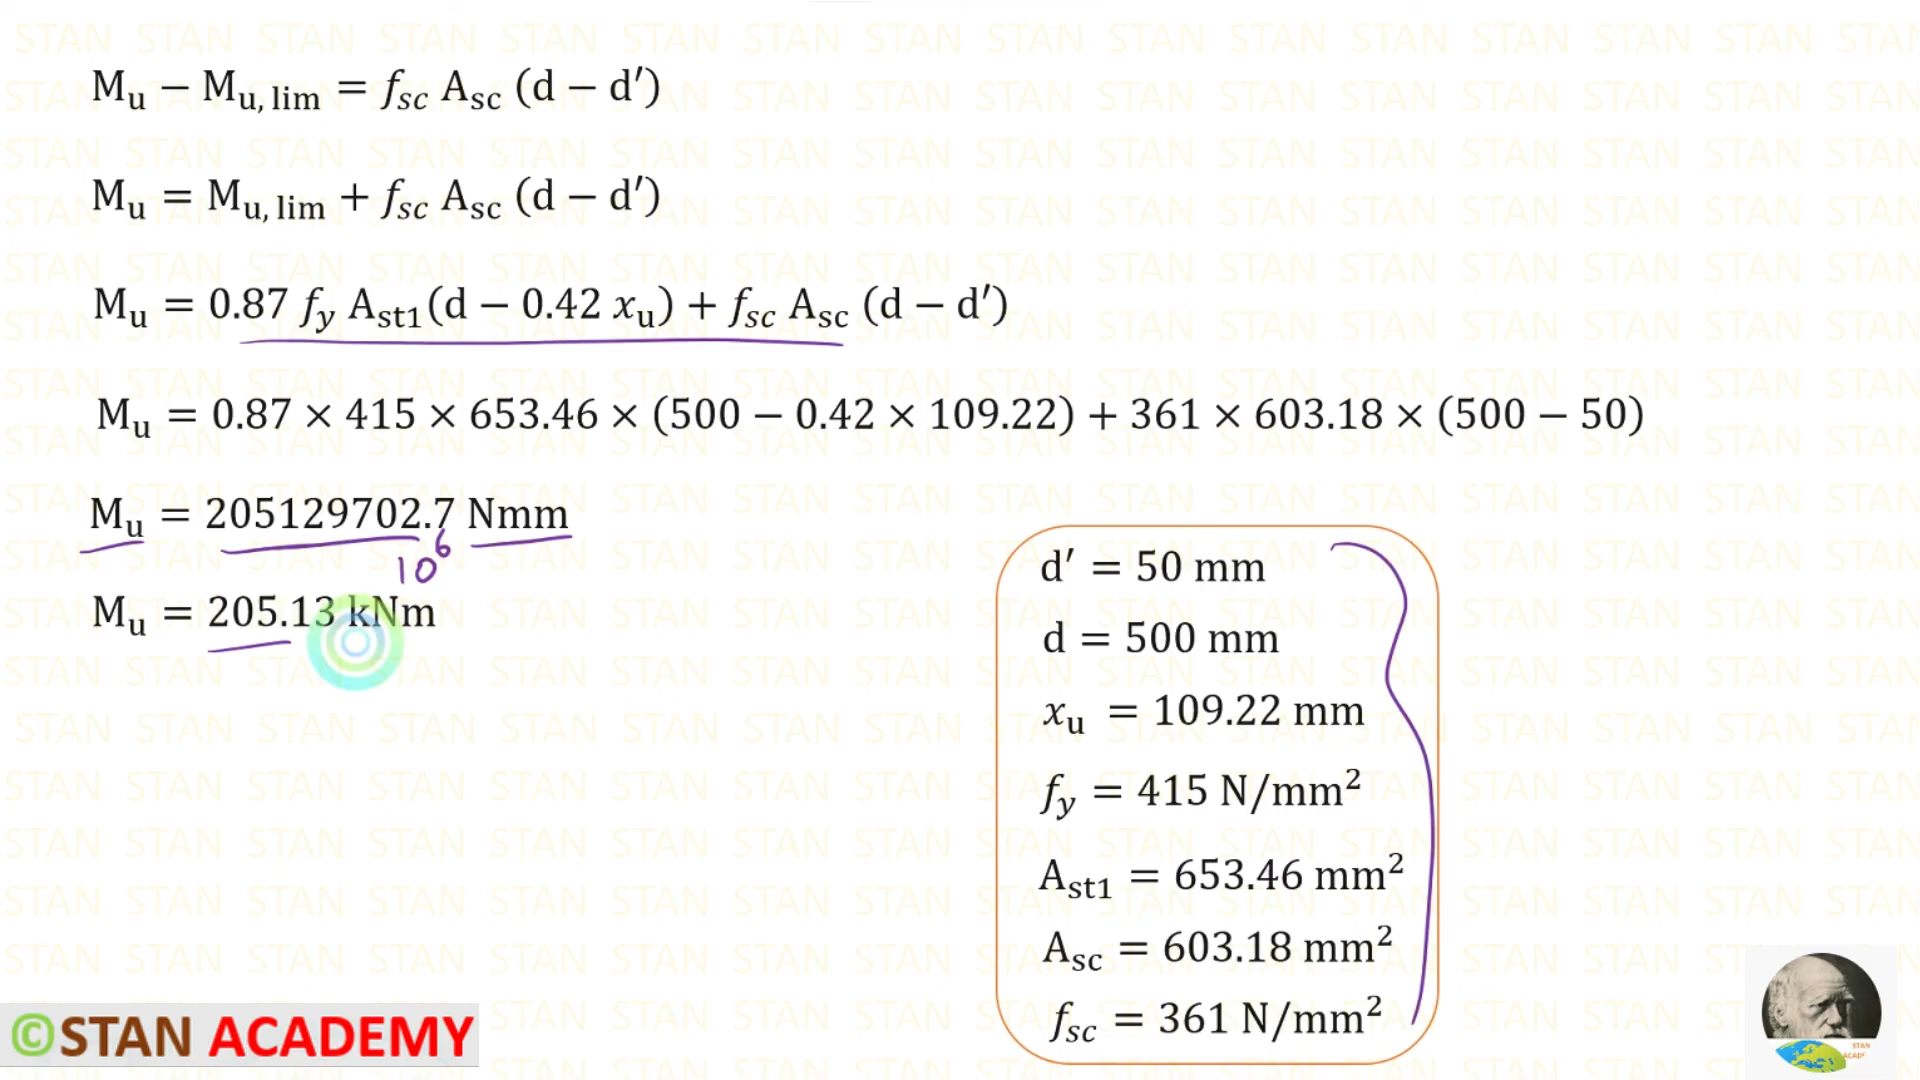 Mu − Mu, lim = fsc Asc (d − d′)
Mu = Mu, lim + fsc Asc (d − d′)
Mu = 0.87 fy Ast1(d − 0.42 xu) + fsc Asc (d − d′)
Mu = 0.87 × 415 × 653.46 × (500 − 0.42 × 109.22) + 361 × 603.18 × (500 − 50)
Mu = 205129702.7 Nmm
10⁶
Mu = 205.13 kNm
d′ = 50 mm
d = 500 mm
xu = 109.22 mm
fy = 415 N/mm²
Ast1 = 653.46 mm²
Asc = 603.18 mm²
fsc = 361 N/mm²
©STAN ACADEMY
STAN